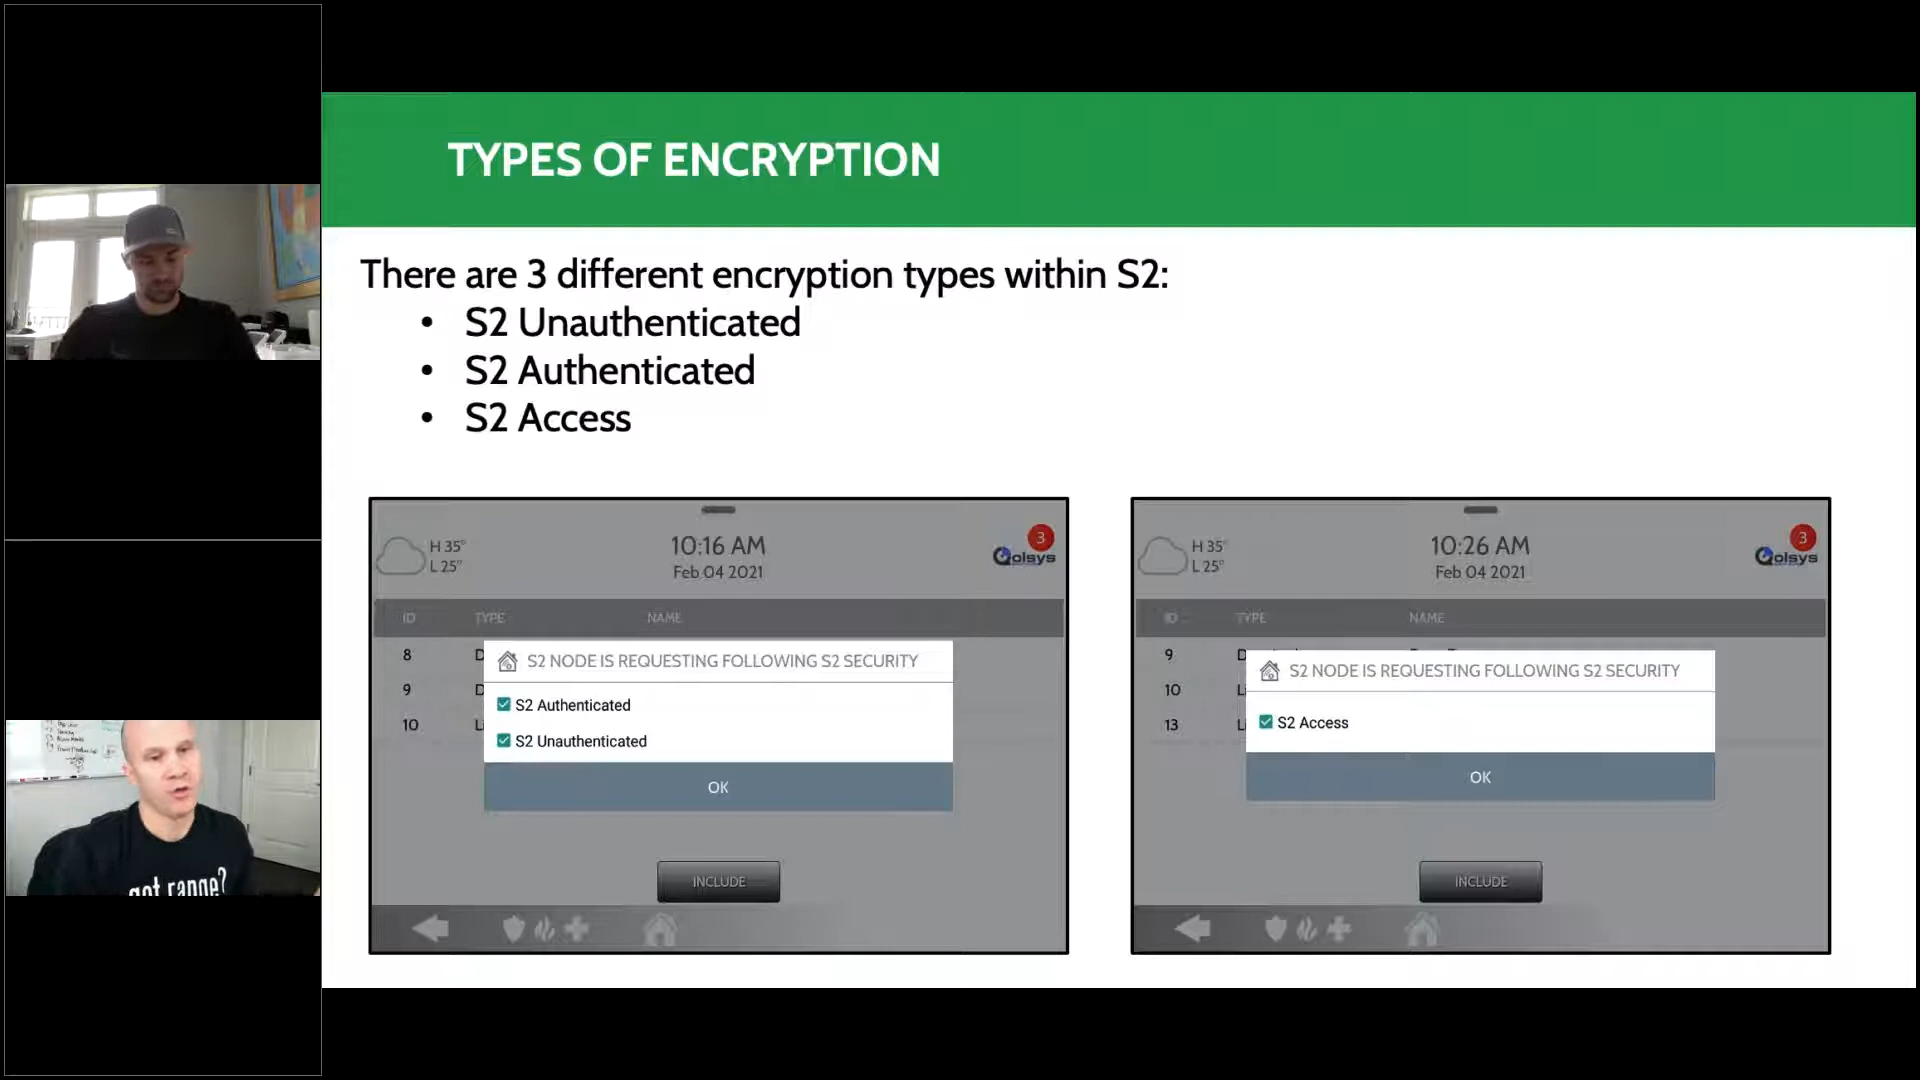 TYPES OF ENCRYPTION
There are 3 different encryption types within S2:
• S2 Unauthenticated
• S2 Authenticated
• S2 Access
H 35°
L 25°
10:16 AM
Feb 04 2021
3
Qolsys
ID TYPE NAME
8 D
9 D
10 Li
S2 NODE IS REQUESTING FOLLOWING S2 SECURITY
S2 Authenticated
S2 Unauthenticated
OK
INCLUDE
H 35°
L 25°
10:26 AM
Feb 04 2021
3
Qolsys
ID TYPE NAME
9 D
10 Li
13 Li
S2 NODE IS REQUESTING FOLLOWING S2 SECURITY
S2 Access
OK
INCLUDE
got range?